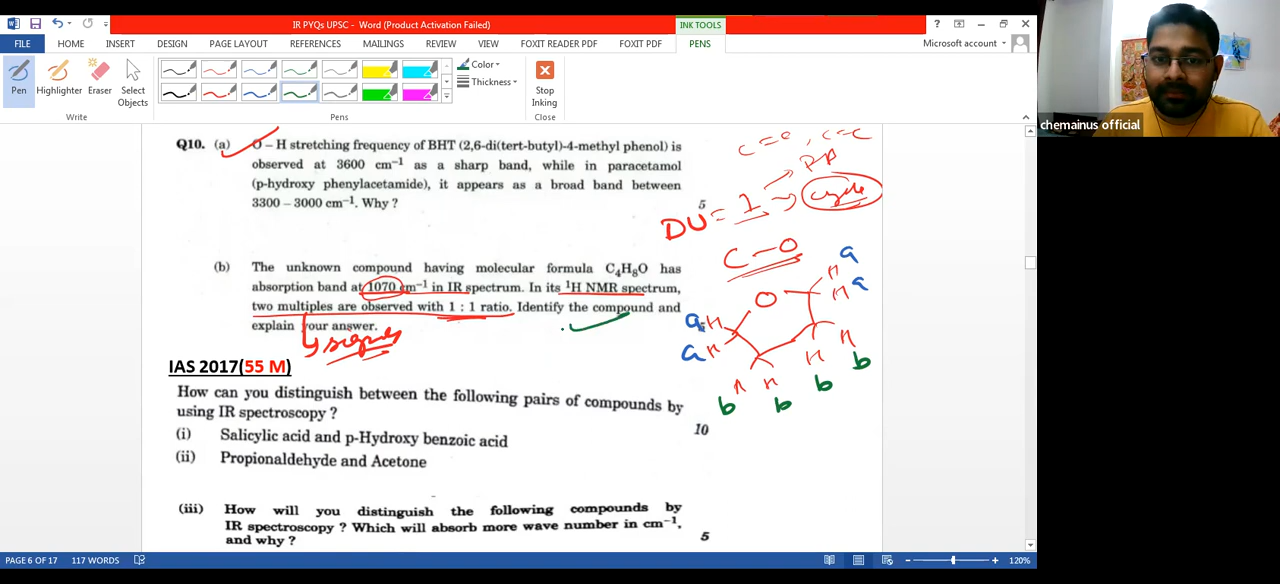 IR PYQs UPSC - Word (Product Activation Failed)
INK TOOLS
FILE HOME INSERT DESIGN PAGE LAYOUT REFERENCES MAILINGS REVIEW VIEW FOXIT READER PDF FOXIT PDF PENS
Microsoft account
Pen Highlighter Eraser Select Objects
Color
Thickness
Stop Inking
Write Pens Close
chemainus official
Q10. (a) O – H stretching frequency of BHT (2,6-di(tert-butyl)-4-methyl phenol) is
observed at 3600 cm⁻¹ as a sharp band, while in paracetamol
(p-hydroxy phenylacetamide), it appears as a broad band between
3300 – 3000 cm⁻¹. Why ?
5
DU = 1
cycle
C – O
(b) The unknown compound having molecular formula C₄H₈O has
absorption band at 1070 cm⁻¹ in IR spectrum. In its ¹H NMR spectrum,
two multiples are observed with 1 : 1 ratio. Identify the compound and
explain your answer.
signals
O
H a
H a
a H
a H
H H H H
b b b b
IAS 2017(55 M)
How can you distinguish between the following pairs of compounds by
using IR spectroscopy ?
10
(i) Salicylic acid and p-Hydroxy benzoic acid
(ii) Propionaldehyde and Acetone
(iii) How will you distinguish the following compounds by
IR spectroscopy ? Which will absorb more wave number in cm⁻¹,
and why ?
5
PAGE 6 OF 17 117 WORDS
120%